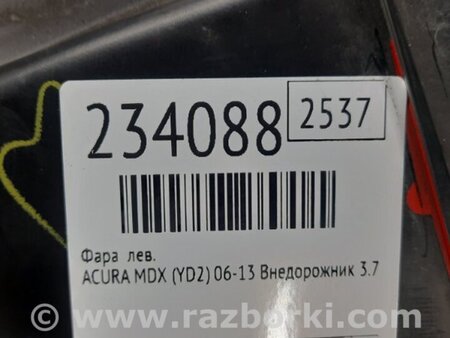 234088 2537
Фара лев.
ACURA MDX (YD2) 06-13 Внедорожник 3.7
© www.razborki.com